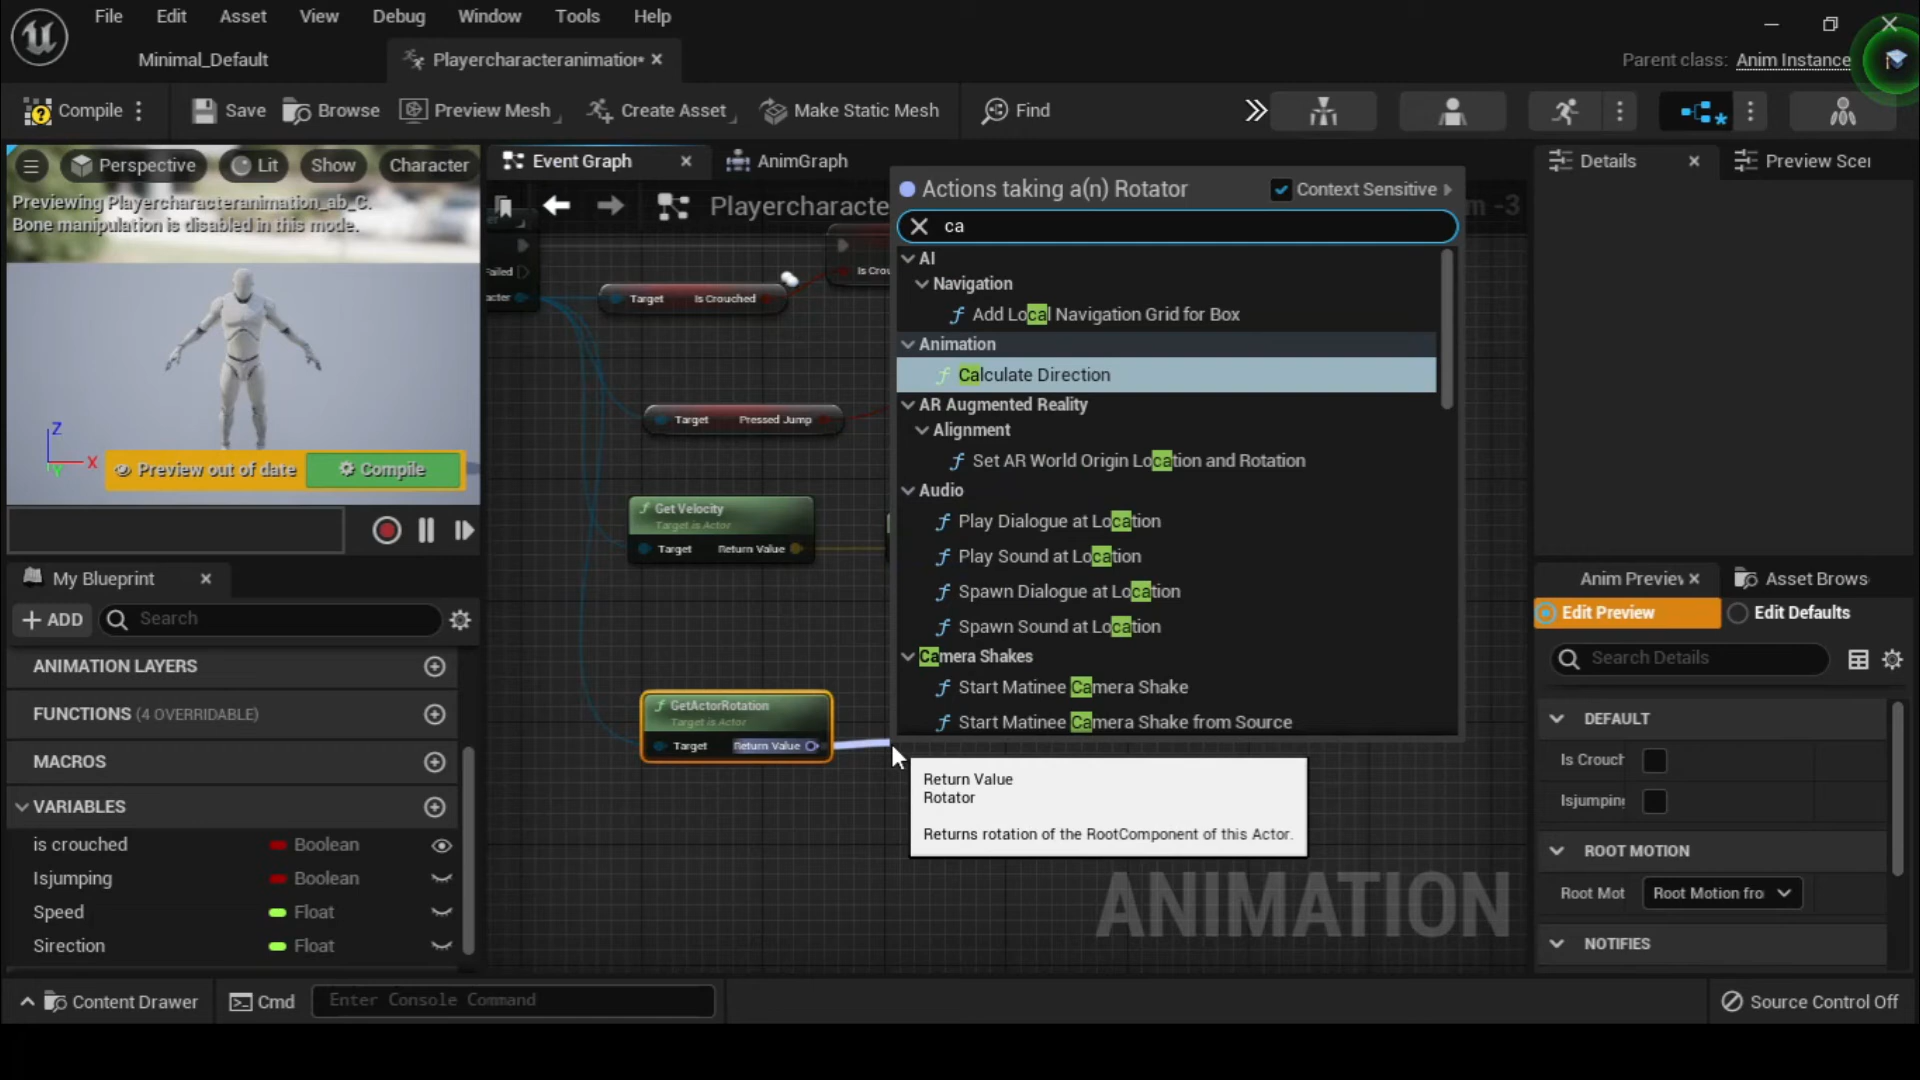 File Edit Asset View Debug Window Tools Help
Minimal_Default
Playercharacteranimation*
Parent class: Anim Instance
Compile
Save
Browse
Preview Mesh
Create Asset
Make Static Mesh
Find
Perspective
Lit
Show
Character
Previewing Playercharacteranimation_ab_C.
Bone manipulation is disabled in this mode.
Z
X
Y
Preview out of date
Compile
Event Graph
AnimGraph
Playercharacte
m -3
Failed
acter
Target Is Crouched
Is Crou
Target Pressed Jump
Get Velocity
Target is Actor
Target Return Value
GetActorRotation
Target is Actor
Target Return Value
Actions taking a(n) Rotator
Context Sensitive
ca
AI
Navigation
Add Local Navigation Grid for Box
Animation
Calculate Direction
AR Augmented Reality
Alignment
Set AR World Origin Location and Rotation
Audio
Play Dialogue at Location
Play Sound at Location
Spawn Dialogue at Location
Spawn Sound at Location
Camera Shakes
Start Matinee Camera Shake
Start Matinee Camera Shake from Source
Return Value
Rotator
Returns rotation of the RootComponent of this Actor.
ANIMATION
My Blueprint
ADD
Search
ANIMATION LAYERS
FUNCTIONS (4 OVERRIDABLE)
MACROS
VARIABLES
is crouched Boolean
Isjumping Boolean
Speed Float
Sirection Float
Details
Preview Scei
Anim Preview
Asset Brows
Edit Preview
Edit Defaults
Search Details
DEFAULT
Is Crouch
Isjumping
ROOT MOTION
Root Mot
Root Motion fro
NOTIFIES
Content Drawer
Cmd
Enter Console Command
Source Control Off